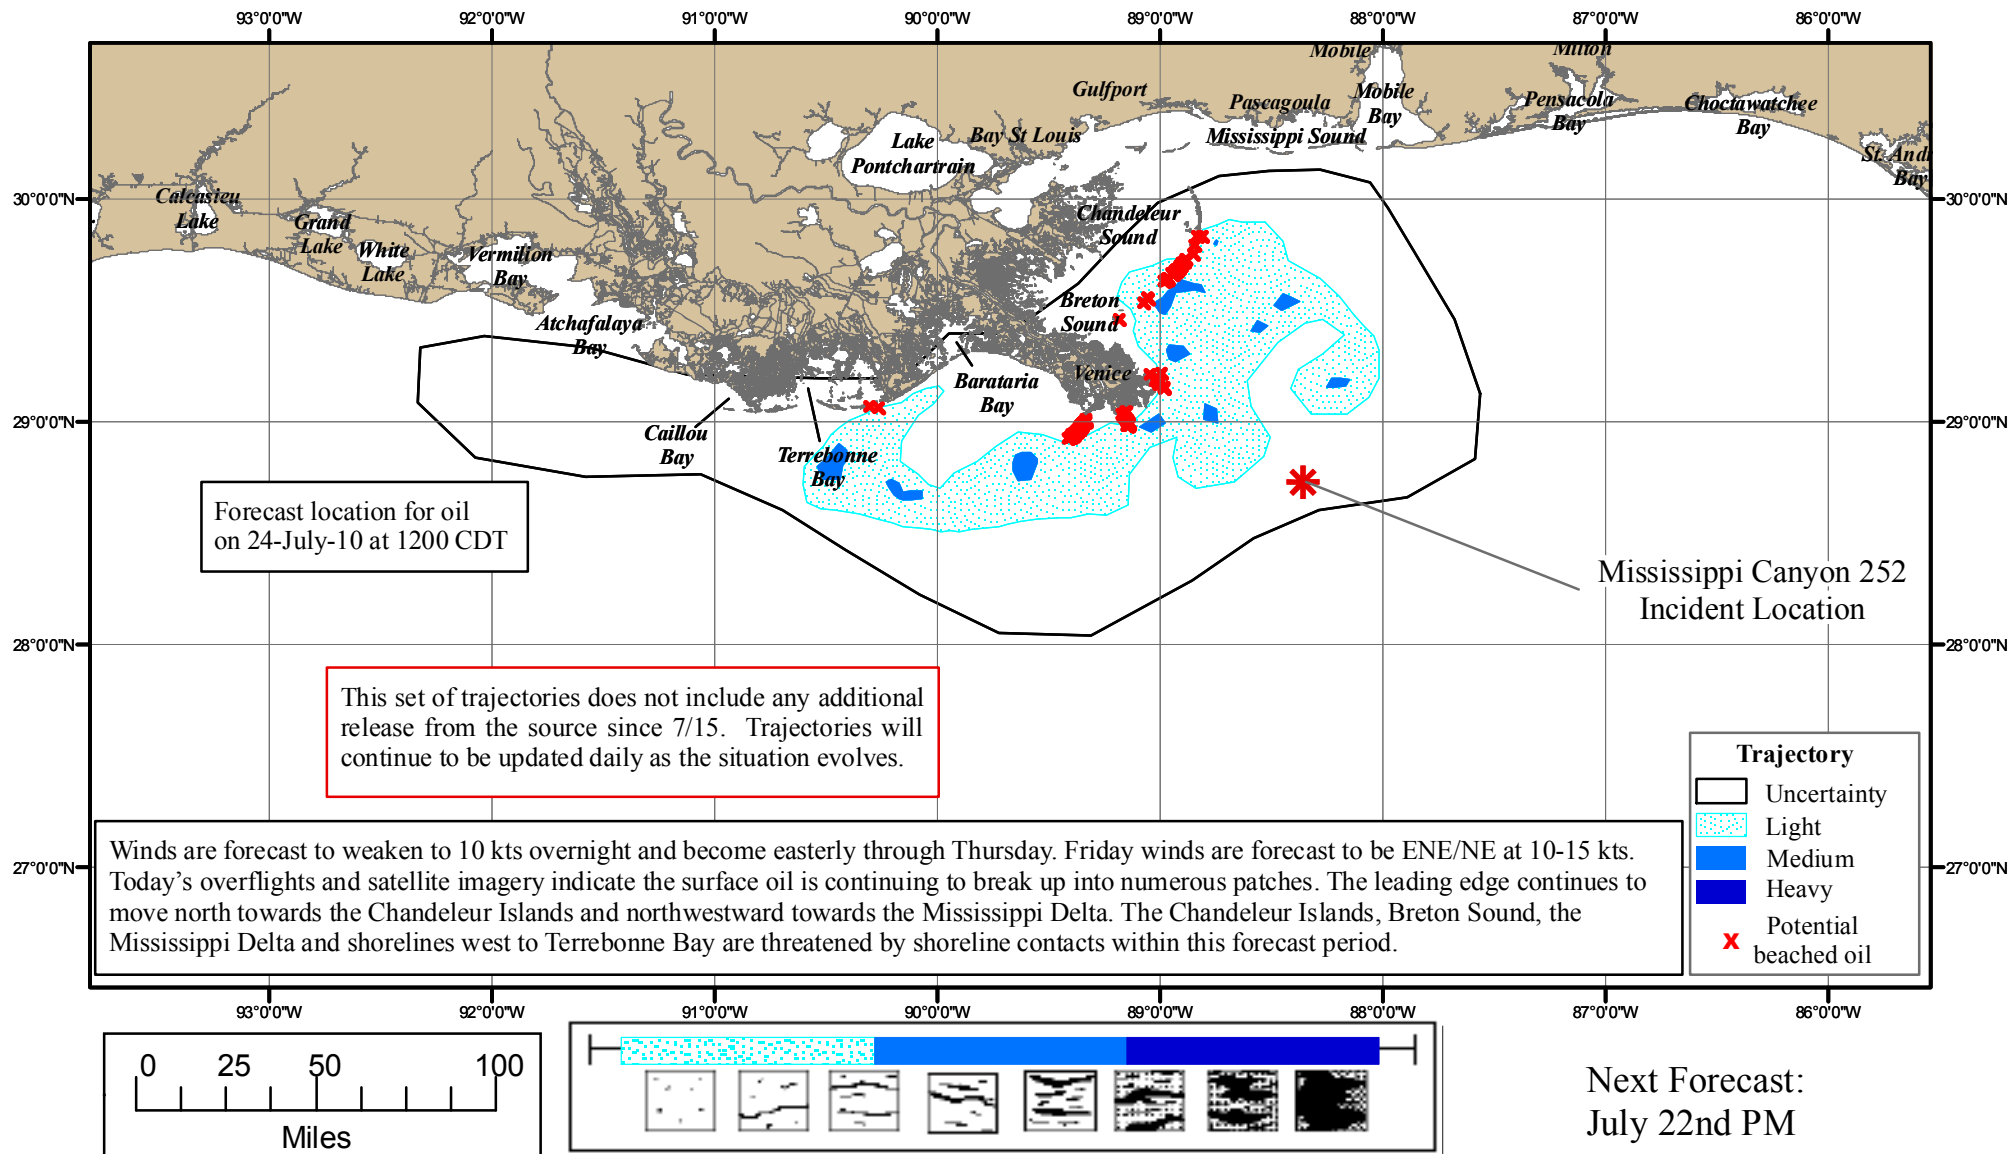 93°0'0"W 92°0'0"W 91°0'0"W 90°0'0"W 89°0'0"W 88°0'0"W 87°0'0"W 86°0'0"W
Mobile
Milton
Gulfport
Pascagoula
Mobile
Bay
Pensacola
Bay
Choctawatchee
Bay
Lake
Pontchartrain
Bay St Louis
Mississippi Sound
St. Andr
Bay
30°0'0"N
30°0'0"N
Calcasieu
Lake
Grand
Lake
White
Lake
Vermilion
Bay
Chandeleur
Sound
Atchafalaya
Bay
Breton
Sound
Venice
Barataria
Bay
29°0'0"N
29°0'0"N
Caillou
Bay
Terrebonne
Bay
Forecast location for oil
on 24-July-10 at 1200 CDT
Mississippi Canyon 252
Incident Location
28°0'0"N
28°0'0"N
This set of trajectories does not include any additional
release from the source since 7/15. Trajectories will
continue to be updated daily as the situation evolves.
Trajectory
Uncertainty
Light
Medium
Heavy
Potential
beached oil
27°0'0"N
27°0'0"N
Winds are forecast to weaken to 10 kts overnight and become easterly through Thursday. Friday winds are forecast to be ENE/NE at 10-15 kts.
Today's overflights and satellite imagery indicate the surface oil is continuing to break up into numerous patches. The leading edge continues to
move north towards the Chandeleur Islands and northwestward towards the Mississippi Delta. The Chandeleur Islands, Breton Sound, the
Mississippi Delta and shorelines west to Terrebonne Bay are threatened by shoreline contacts within this forecast period.
93°0'0"W 92°0'0"W 91°0'0"W 90°0'0"W 89°0'0"W 88°0'0"W 87°0'0"W 86°0'0"W
0 25 50 100
Miles
Next Forecast:
July 22nd PM